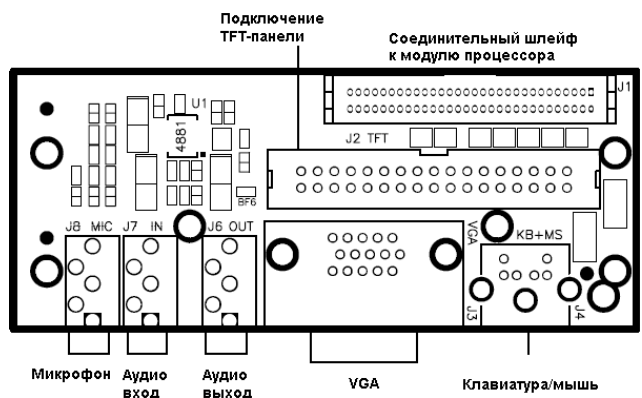 Подключение
TFT-панели
Соединительный шлейф
к модулю процессора
J1
U1
4881
J2 TFT
BF6
J8 MIC
J7 IN
J6 OUT
VGA
KB+MS
J3
J4
Микрофон
Аудио
вход
Аудио
выход
VGA
Клавиатура/мышь